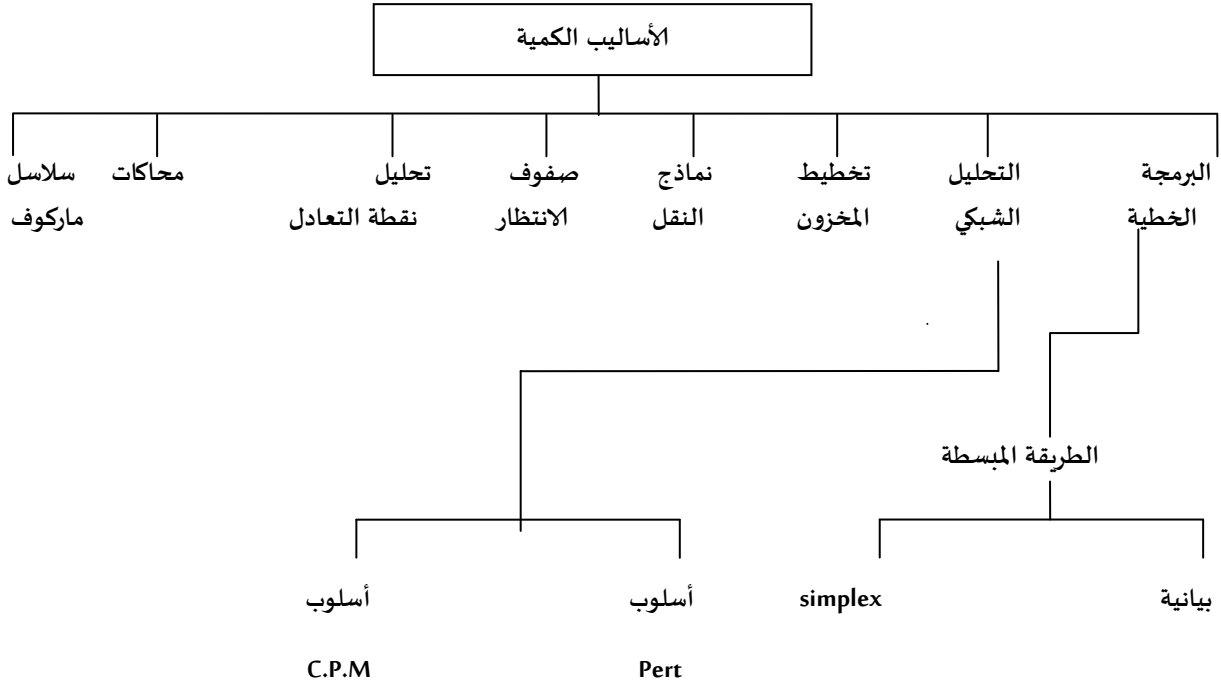 الأساليب الكمية
البرمجة الخطية
التحليل الشبكي
تخطيط المخزون
نماذج النقل
صفوف الانتظار
تحليل نقطة التعادل
محاكات
سلاسل ماركوف
الطريقة المبسطة
بيانية
simplex
أسلوب
Pert
أسلوب
C.P.M